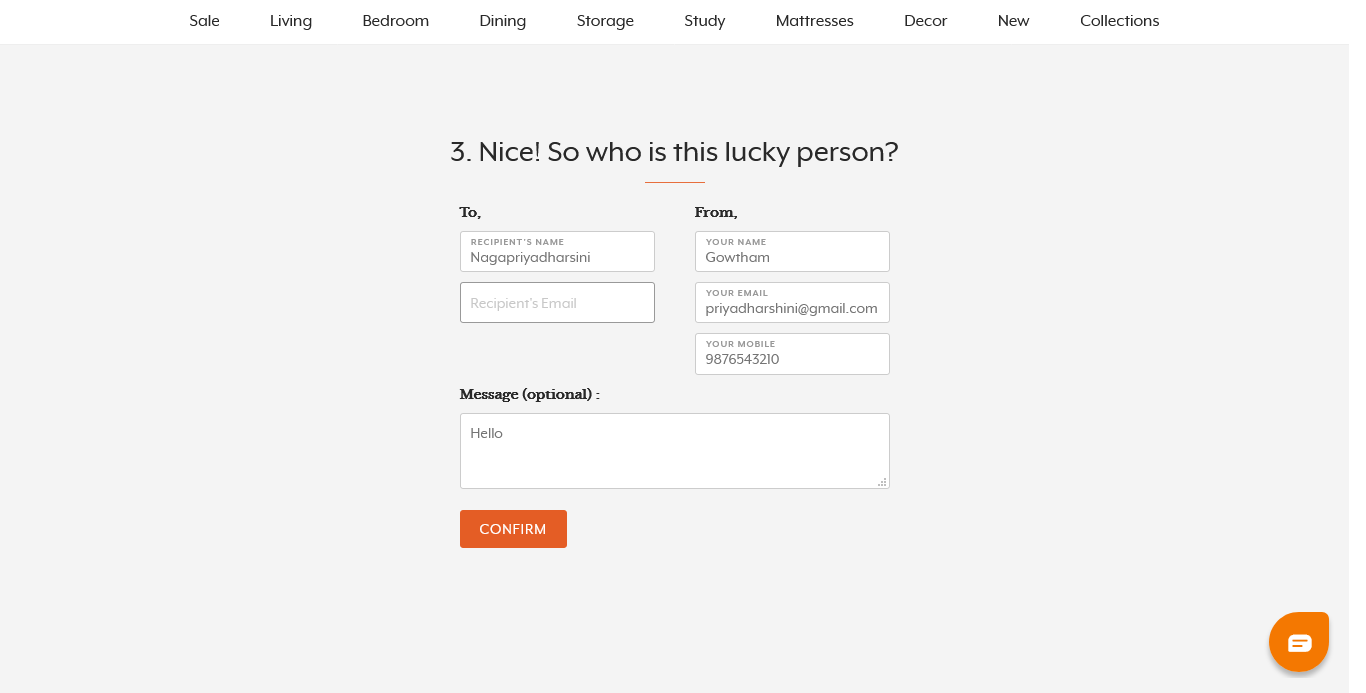 Sale Living Bedroom Dining Storage Study Mattresses Decor New Collections
3. Nice! So who is this lucky person?
To,
RECIPIENT'S NAME
Nagapriyadharsini
Recipient's Email
From,
YOUR NAME
Gowtham
YOUR EMAIL
priyadharshini@gmail.com
YOUR MOBILE
9876543210
Message (optional) :
Hello
CONFIRM